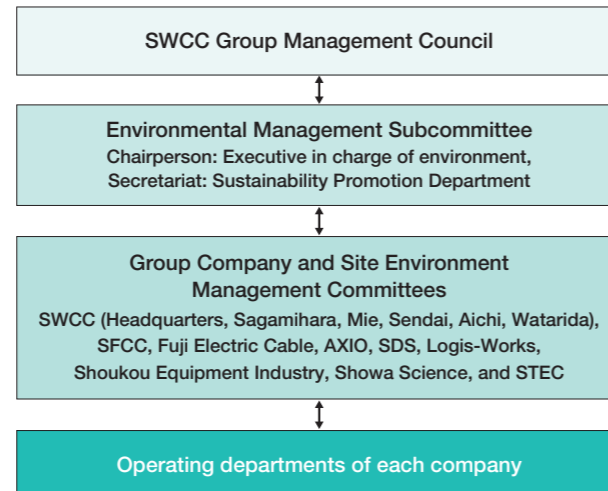 SWCC Group Management Council
Environmental Management Subcommittee
Chairperson: Executive in charge of environment,
Secretariat: Sustainability Promotion Department
Group Company and Site Environment
Management Committees
SWCC (Headquarters, Sagamihara, Mie, Sendai, Aichi, Watarida),
SFCC, Fuji Electric Cable, AXIO, SDS, Logis-Works,
Shoukou Equipment Industry, Showa Science, and STEC
Operating departments of each company